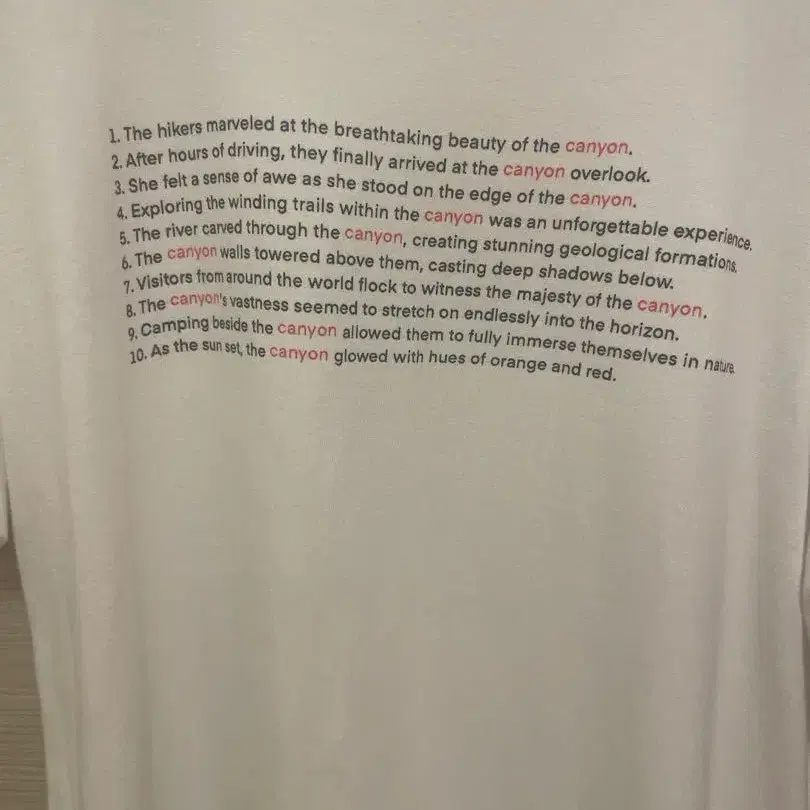 1. The hikers marveled at the breathtaking beauty of the canyon.
2. After hours of driving, they finally arrived at the canyon overlook.
3. She felt a sense of awe as she stood on the edge of the canyon.
4. Exploring the winding trails within the canyon was an unforgettable experience.
5. The river carved through the canyon, creating stunning geological formations.
6. The canyon walls towered above them, casting deep shadows below.
7. Visitors from around the world flock to witness the majesty of the canyon.
8. The canyon's vastness seemed to stretch on endlessly into the horizon.
9. Camping beside the canyon allowed them to fully immerse themselves in nature.
10. As the sun set, the canyon glowed with hues of orange and red.